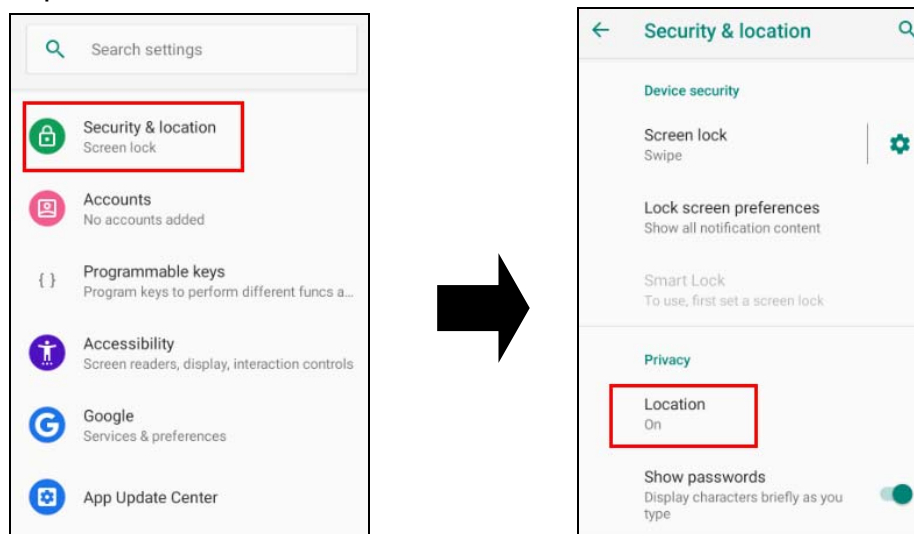 Search settings
Security & location
Screen lock
Accounts
No accounts added
{ } Programmable keys
Program keys to perform different funcs a...
Accessibility
Screen readers, display, interaction controls
Google
Services & preferences
App Update Center
Security & location
Device security
Screen lock
Swipe
Lock screen preferences
Show all notification content
Smart Lock
To use, first set a screen lock
Privacy
Location
On
Show passwords
Display characters briefly as you
type